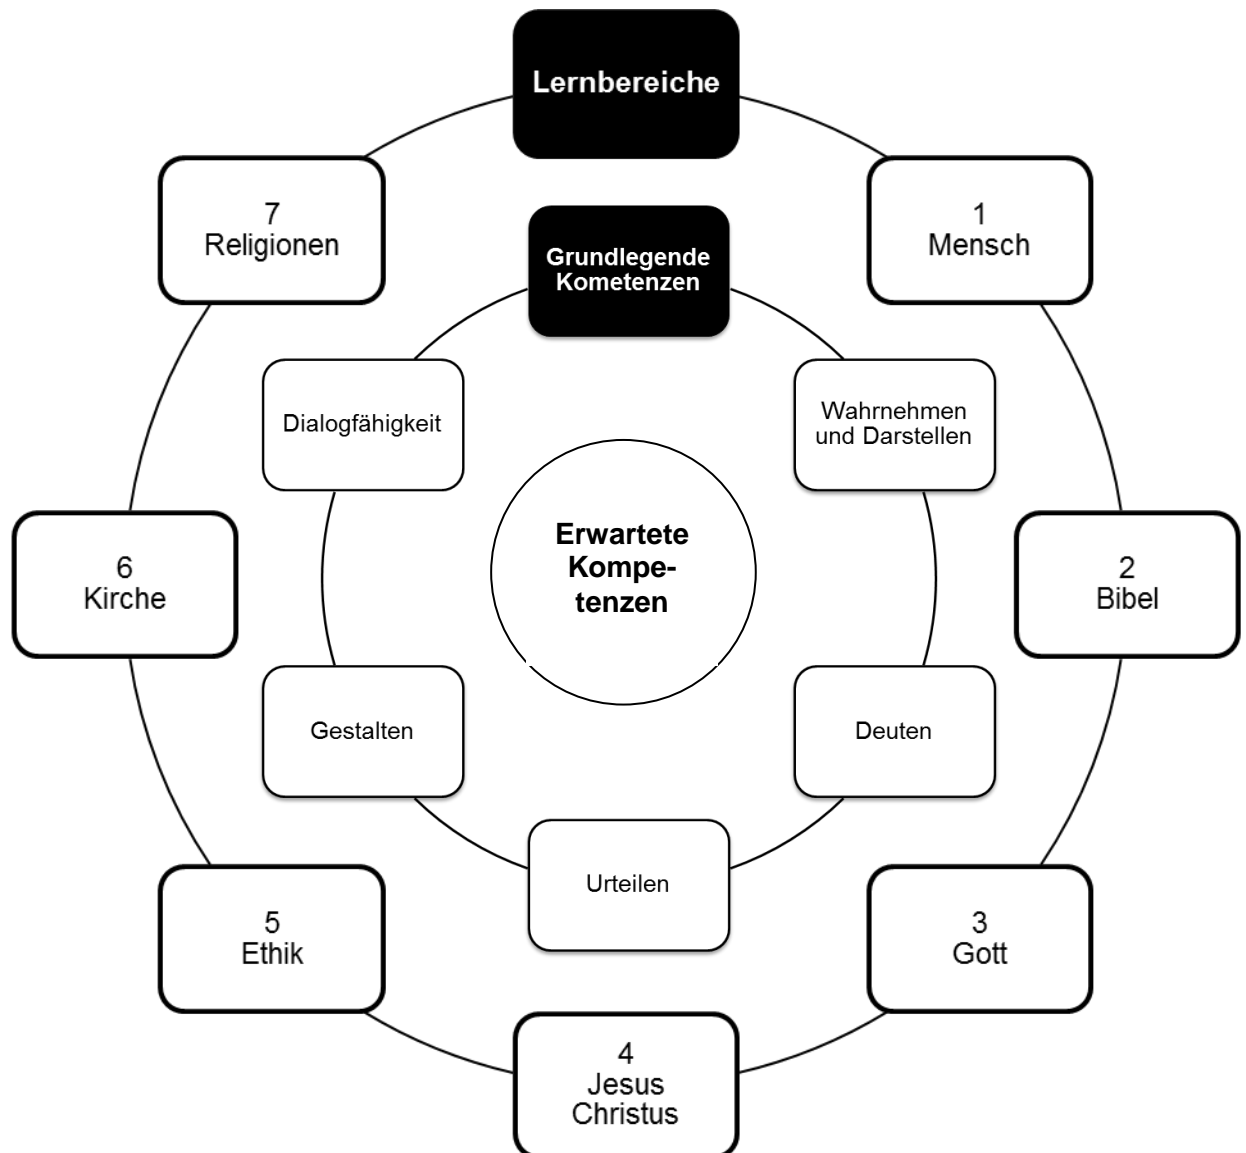 Lernbereiche
7
Religionen
1
Mensch
Grundlegende
Kometenzen
Dialogfähigkeit
Wahrnehmen
und Darstellen
Erwartete
Kompe-
tenzen
6
Kirche
2
Bibel
Gestalten
Deuten
Urteilen
5
Ethik
3
Gott
4
Jesus
Christus